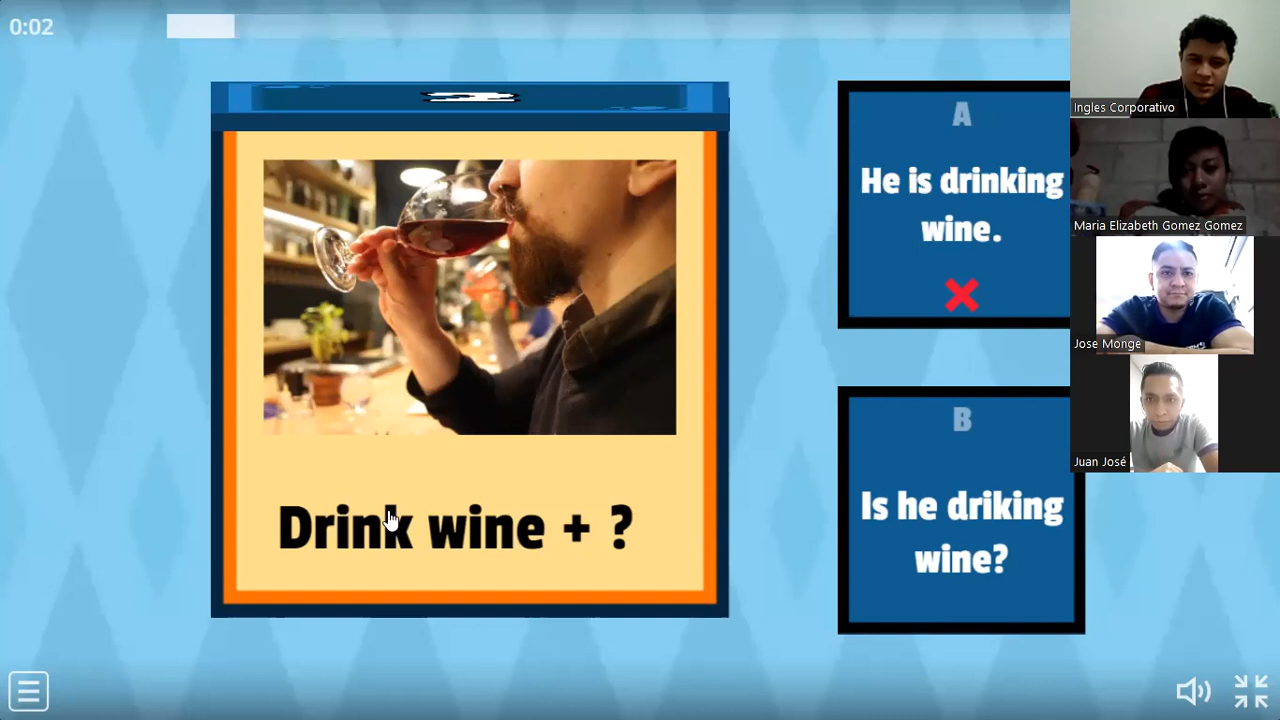 0:02
Drink wine + ?
A
He is drinking
wine.
B
Is he driking
wine?
Ingles Corporativo
Maria Elizabeth Gomez Gomez
Jose Monge
Juan José